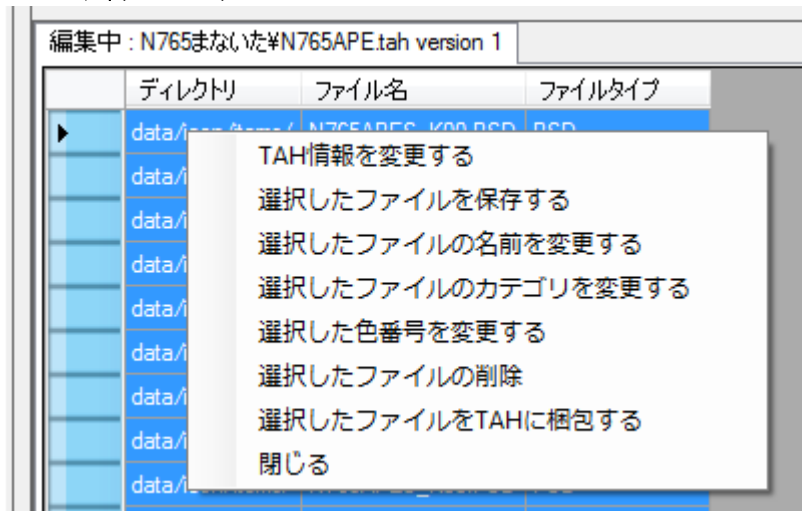 編集中 : N765まないた¥N765APE.tah version 1
ディレクトリ ファイル名 ファイルタイプ
TAH情報を変更する
選択したファイルを保存する
選択したファイルの名前を変更する
選択したファイルのカテゴリを変更する
選択した色番号を変更する
選択したファイルの削除
選択したファイルをTAHに梱包する
閉じる